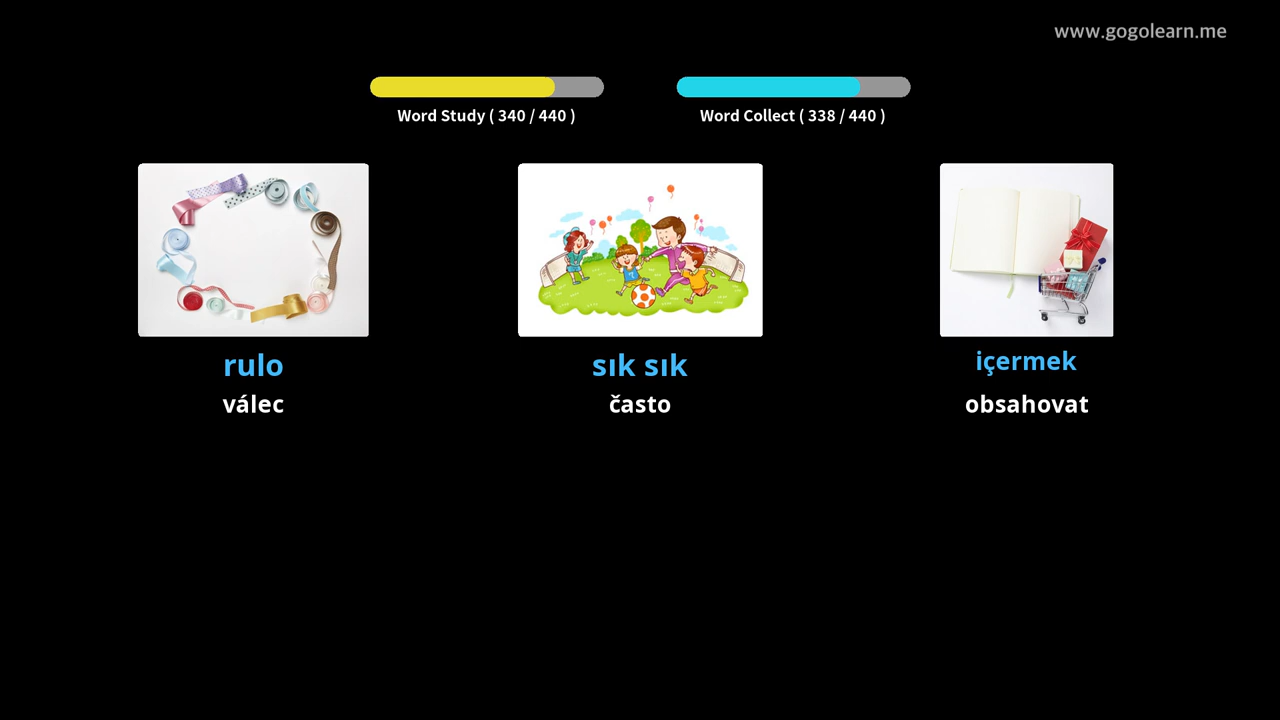 www.gogolearn.me
Word Study ( 340 / 440 )
Word Collect ( 338 / 440 )
rulo
sık sık
içermek
válec
často
obsahovat